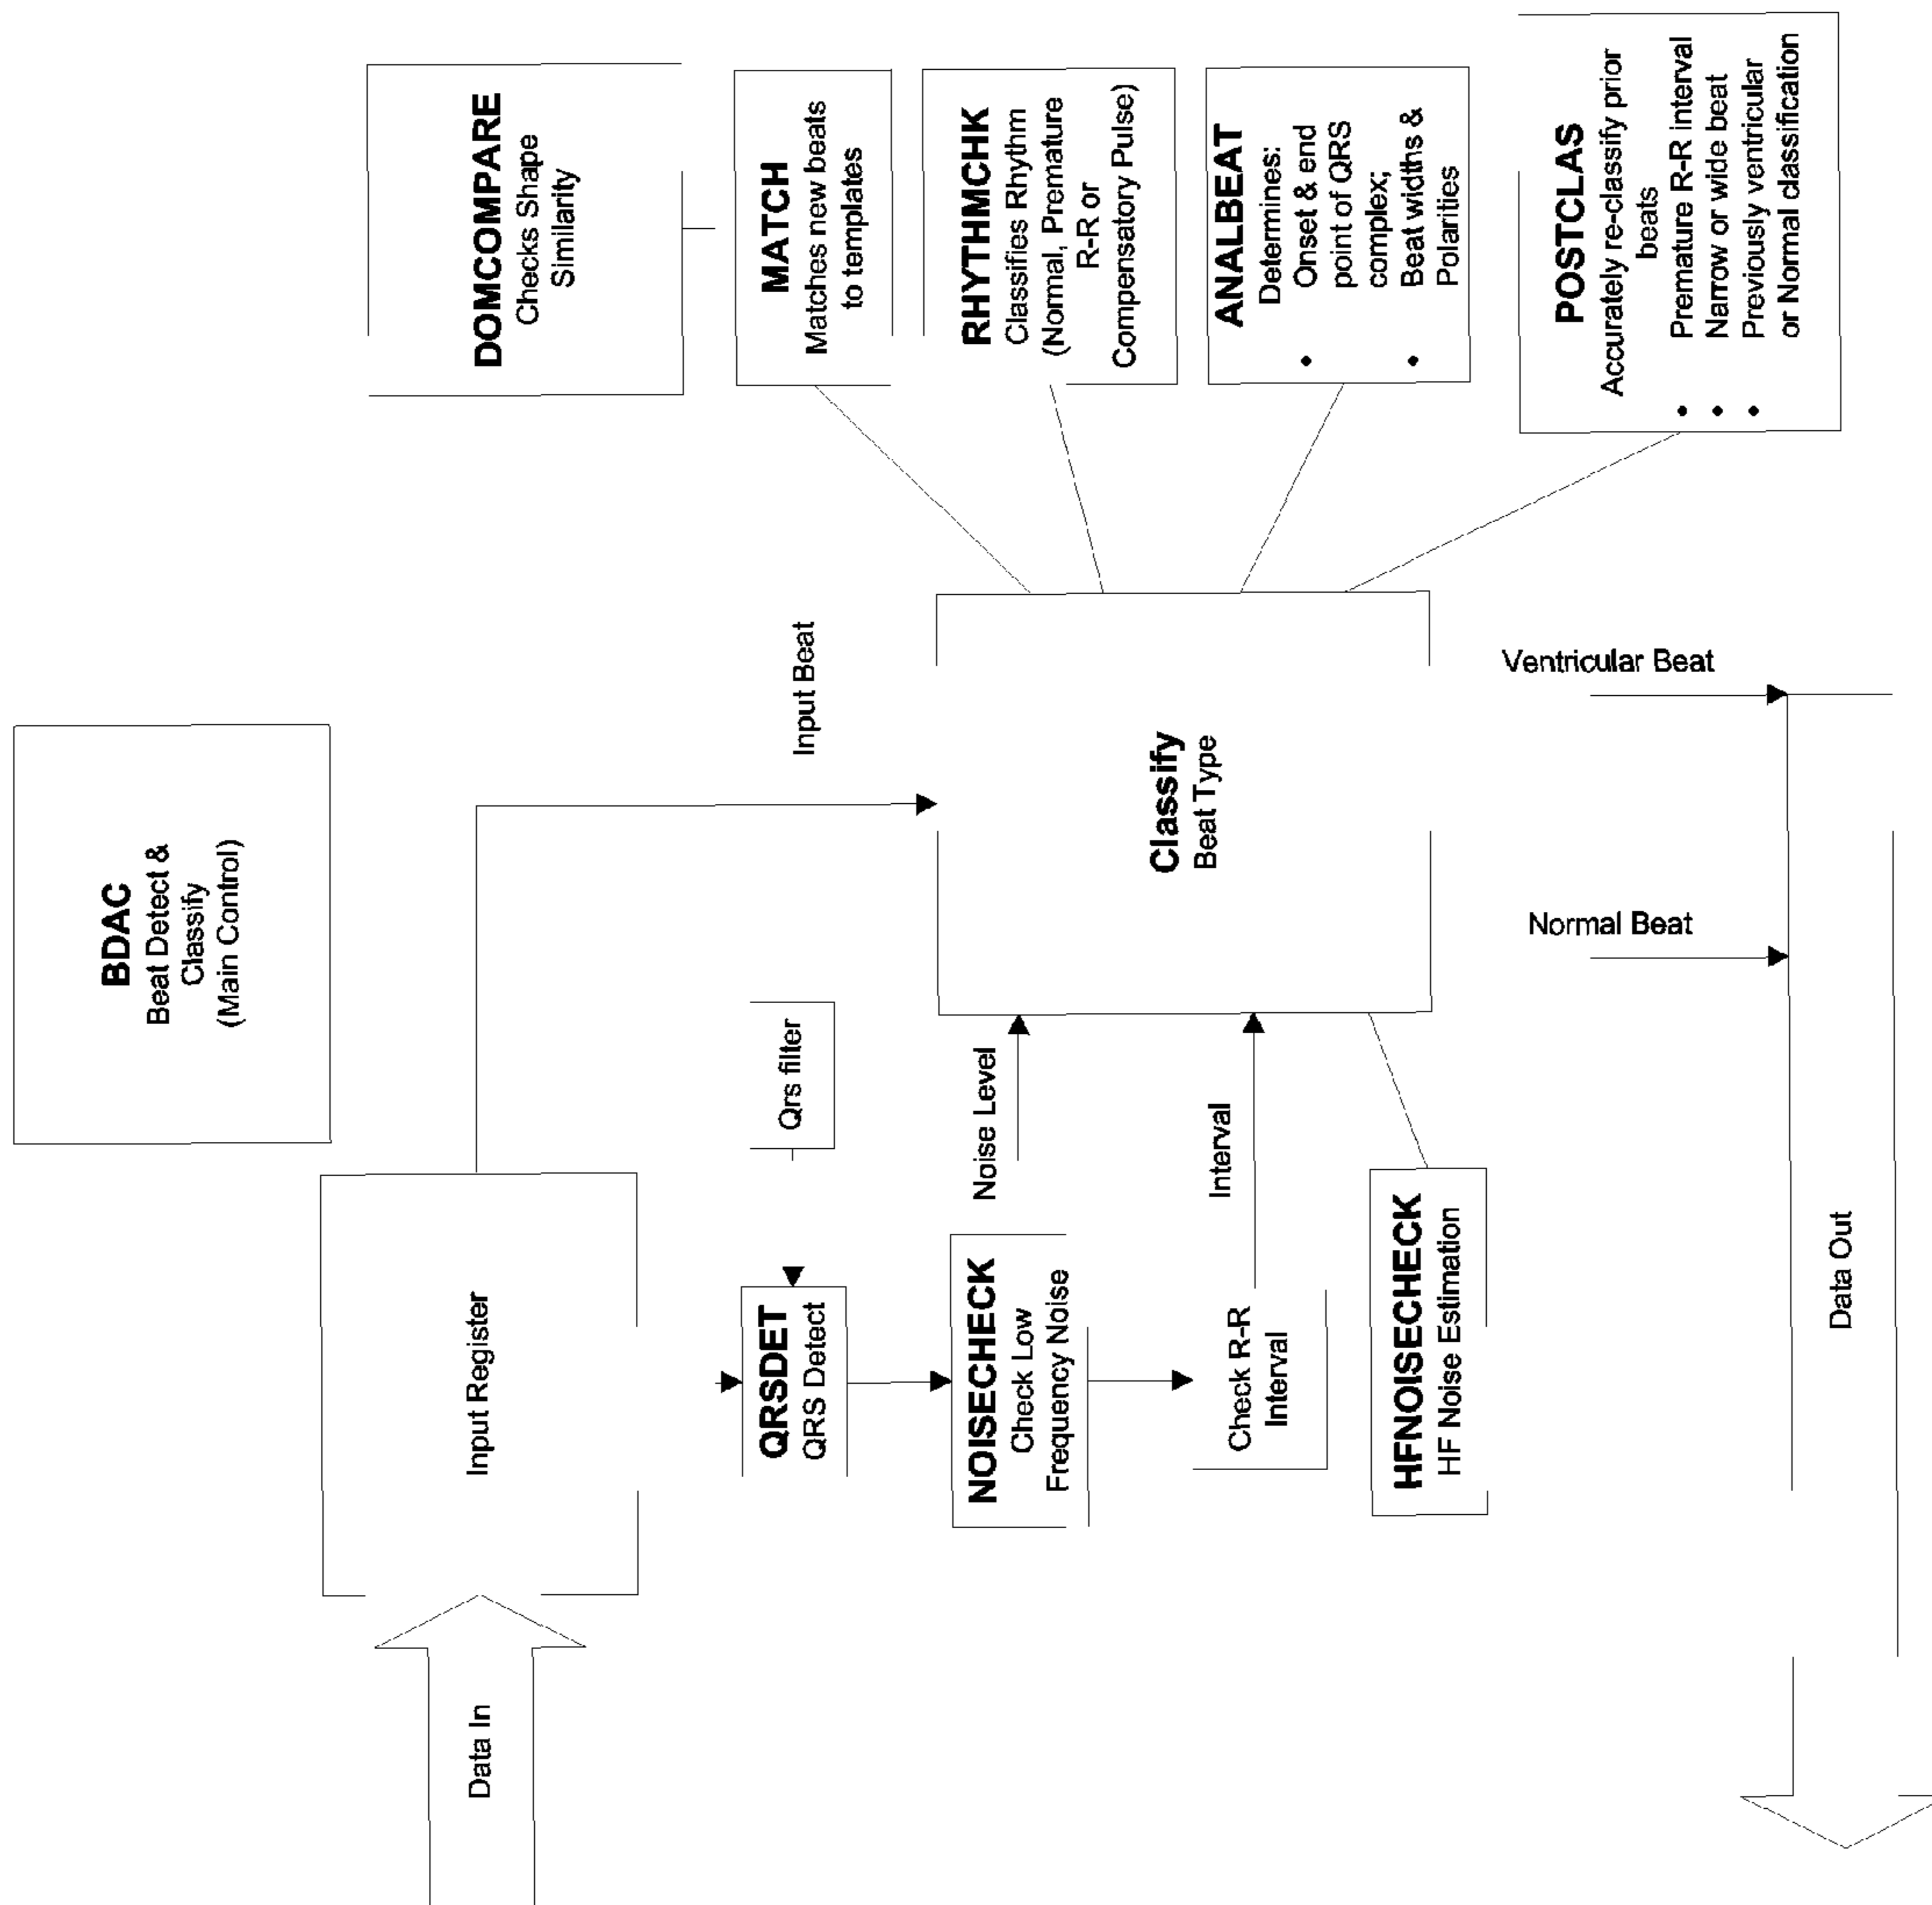 BDAC
Beat Detect &
Classify
(Main Control)
DOMCOMPARE
Checks Shape
Similarity
MATCH
Matches new beats
to templates
RHYTHMCHK
Classifies Rhythm
(Normal, Premature
R-R or
Compensatory Pulse)
ANALBEAT
Determines:
• Onset & end
point of QRS
complex;
• Beat widths &
Polarities
POSTCLAS
Accurately re-classify prior
beats
• Premature R-R interval
• Narrow or wide beat
• Previously ventricular
or Normal classification
Data In
Input Register
Input Beat
Qrs filter
QRSDET
QRS Detect
NOISECHECK
Check Low
Frequency Noise
Noise Level
Check R-R
Interval
Interval
HFNOISECHECK
HF Noise Estimation
Classify
Beat Type
Ventricular Beat
Normal Beat
Data Out